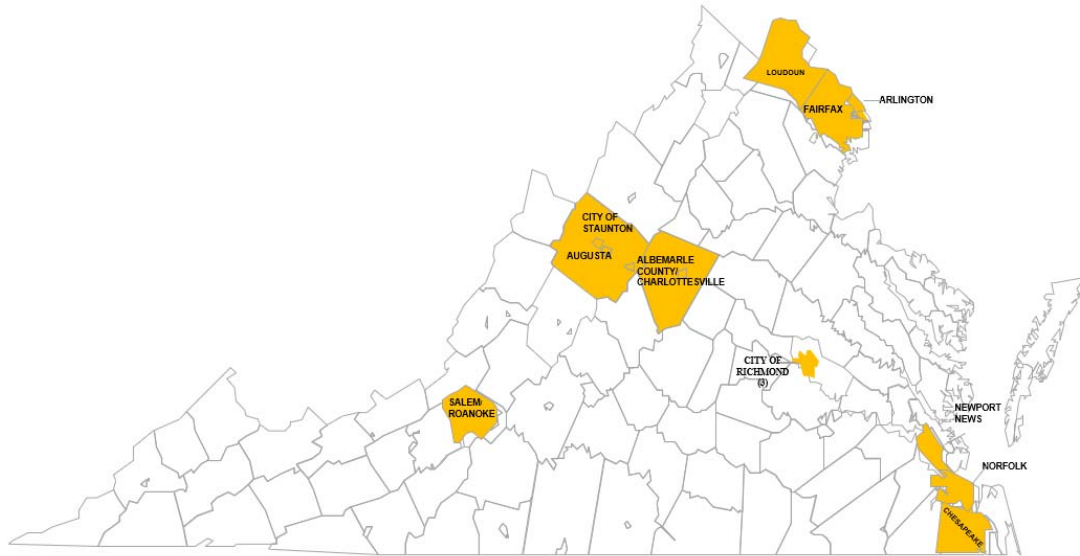 LOUDOUN
FAIRFAX
ARLINGTON
CITY OF
STAUNTON
AUGUSTA
ALBEMARLE
COUNTY/
CHARLOTTESVILLE
CITY OF
RICHMOND
(3)
SALEM/
ROANOKE
NEWPORT
NEWS
NORFOLK
CHESAPEAKE